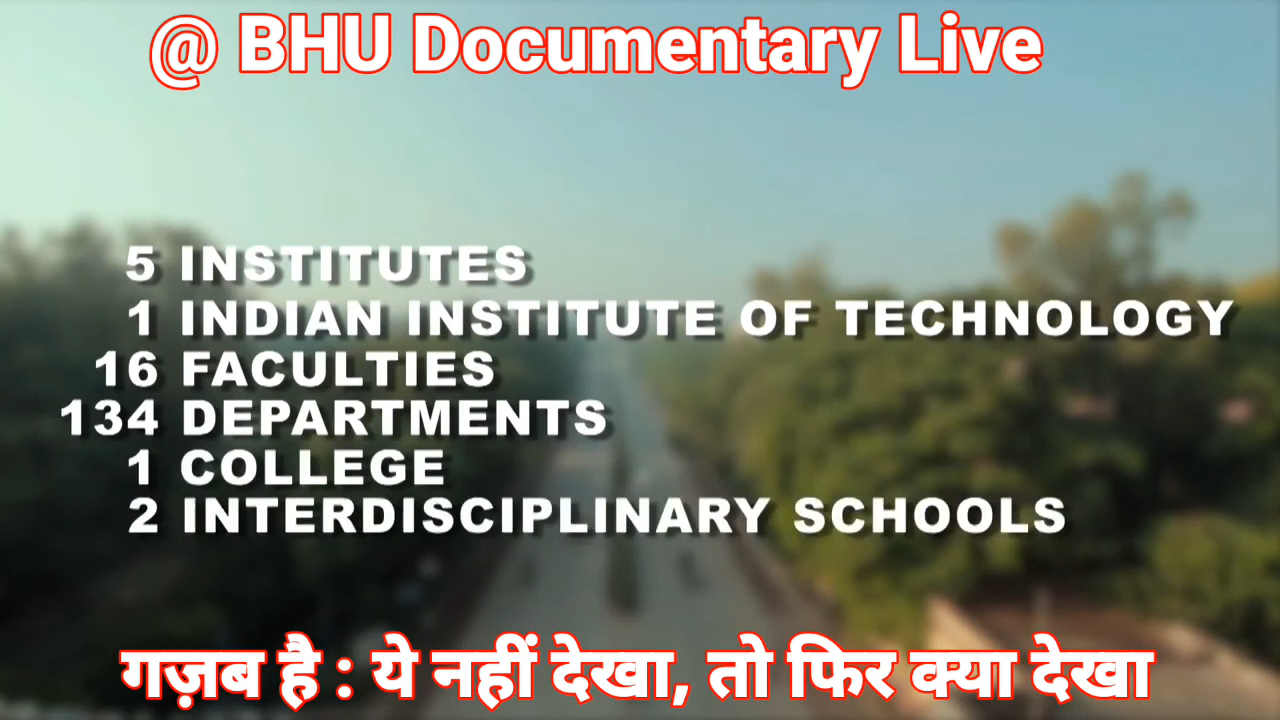 @ BHU Documentary Live
5 INSTITUTES
1 INDIAN INSTITUTE OF TECHNOLOGY
16 FACULTIES
134 DEPARTMENTS
1 COLLEGE
2 INTERDISCIPLINARY SCHOOLS
गज़ब है : ये नहीं देखा, तो फिर क्या देखा